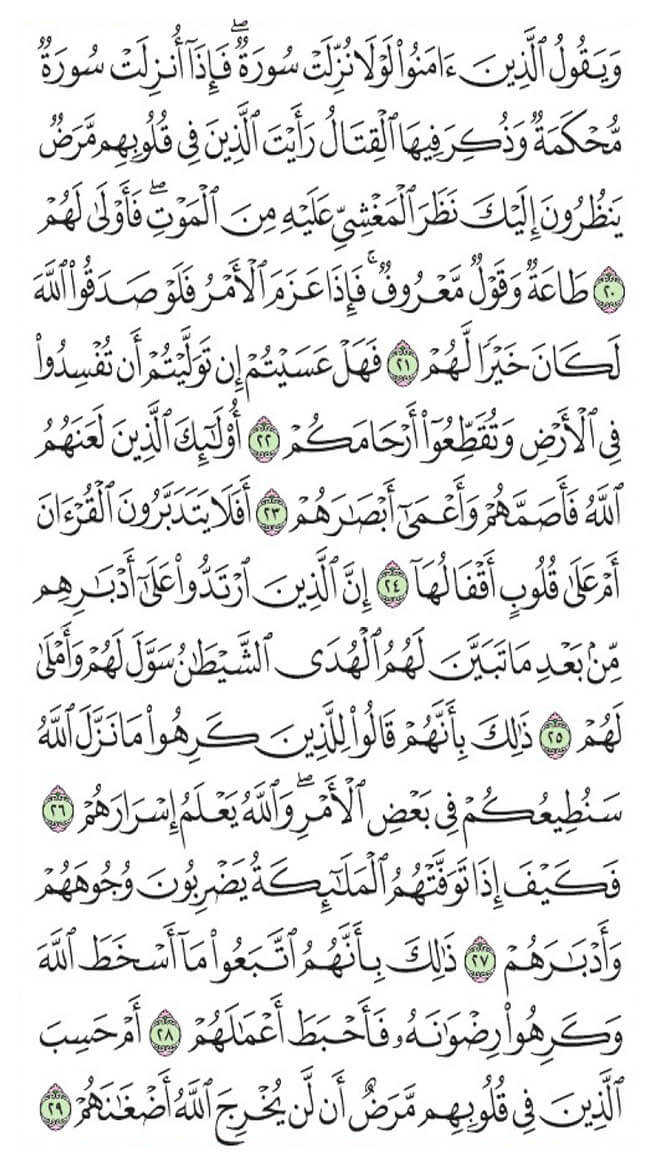 وَيَقُولُ ٱلَّذِينَ ءَامَنُوا۟ لَوْلَا نُزِّلَتْ سُورَةٌۖ فَإِذَآ أُنزِلَتْ سُورَةٌ
مُّحْكَمَةٌ وَذُكِرَ فِيهَا ٱلْقِتَالُ رَأَيْتَ ٱلَّذِينَ فِى قُلُوبِهِم مَّرَضٌ
يَنظُرُونَ إِلَيْكَ نَظَرَ ٱلْمَغْشِىِّ عَلَيْهِ مِنَ ٱلْمَوْتِۖ فَأَوْلَىٰ لَهُمْ
٢٠ طَاعَةٌ وَقَوْلٌ مَّعْرُوفٌۚ فَإِذَا عَزَمَ ٱلْأَمْرُ فَلَوْ صَدَقُوا۟ ٱللَّهَ
لَكَانَ خَيْرًا لَّهُمْ ٢١ فَهَلْ عَسَيْتُمْ إِن تَوَلَّيْتُمْ أَن تُفْسِدُوا۟
فِى ٱلْأَرْضِ وَتُقَطِّعُوٓا۟ أَرْحَامَكُمْ ٢٢ أُو۟لَٰٓئِكَ ٱلَّذِينَ لَعَنَهُمُ
ٱللَّهُ فَأَصَمَّهُمْ وَأَعْمَىٰٓ أَبْصَٰرَهُمْ ٢٣ أَفَلَا يَتَدَبَّرُونَ ٱلْقُرْءَانَ
أَمْ عَلَىٰ قُلُوبٍ أَقْفَالُهَآ ٢٤ إِنَّ ٱلَّذِينَ ٱرْتَدُّوا۟ عَلَىٰٓ أَدْبَٰرِهِم
مِّنۢ بَعْدِ مَا تَبَيَّنَ لَهُمُ ٱلْهُدَى ٱلشَّيْطَٰنُ سَوَّلَ لَهُمْ وَأَمْلَىٰ
لَهُمْ ٢٥ ذَٰلِكَ بِأَنَّهُمْ قَالُوا۟ لِلَّذِينَ كَرِهُوا۟ مَا نَزَّلَ ٱللَّهُ
سَنُطِيعُكُمْ فِى بَعْضِ ٱلْأَمْرِۖ وَٱللَّهُ يَعْلَمُ إِسْرَارَهُمْ ٢٦
فَكَيْفَ إِذَا تَوَفَّتْهُمُ ٱلْمَلَٰٓئِكَةُ يَضْرِبُونَ وُجُوهَهُمْ
وَأَدْبَٰرَهُمْ ٢٧ ذَٰلِكَ بِأَنَّهُمُ ٱتَّبَعُوا۟ مَآ أَسْخَطَ ٱللَّهَ
وَكَرِهُوا۟ رِضْوَٰنَهُۥ فَأَحْبَطَ أَعْمَٰلَهُمْ ٢٨ أَمْ حَسِبَ
ٱلَّذِينَ فِى قُلُوبِهِم مَّرَضٌ أَن لَّن يُخْرِجَ ٱللَّهُ أَضْغَٰنَهُمْ ٢٩